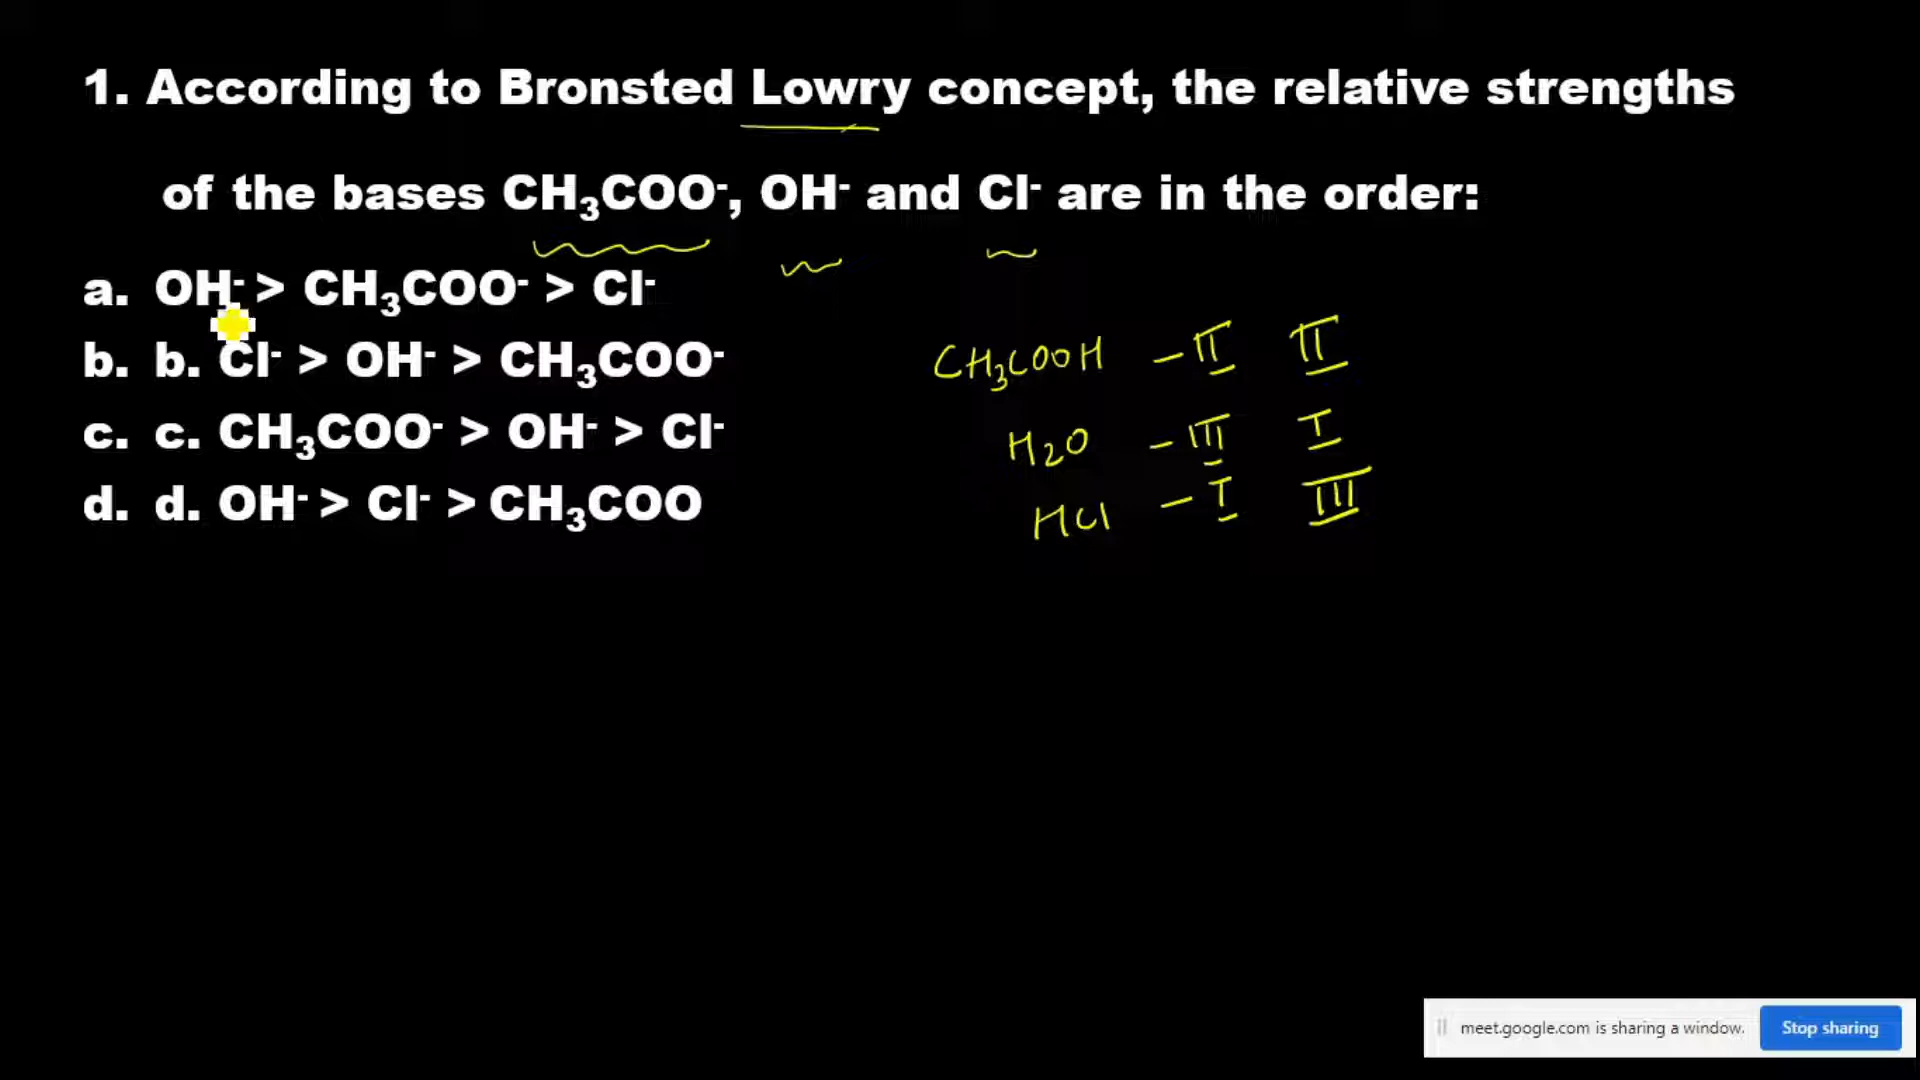 1. According to Bronsted Lowry concept, the relative strengths
of the bases CH₃COO⁻, OH⁻ and Cl⁻ are in the order:
a. OH⁻ > CH₃COO⁻ > Cl⁻
b. b. Cl⁻ > OH⁻ > CH₃COO⁻
c. c. CH₃COO⁻ > OH⁻ > Cl⁻
d. d. OH⁻ > Cl⁻ > CH₃COO
CH₃COOH – II II
H₂O – III I
HCl – I III
meet.google.com is sharing a window. Stop sharing